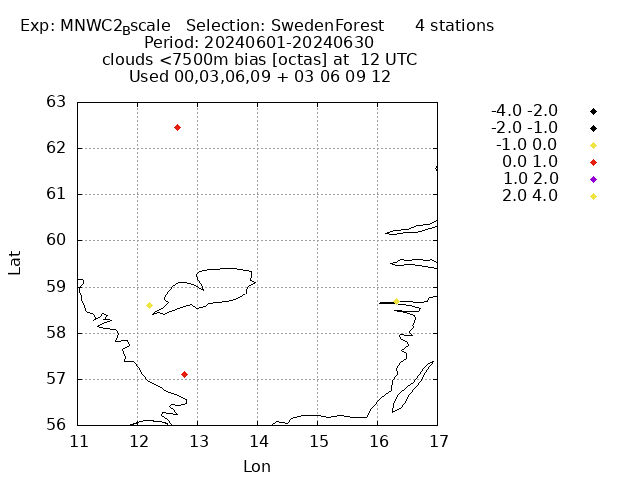 Exp: MNWC2Bscale   Selection: SwedenForest      4 stations
Period: 20240601-20240630
clouds <7500m bias [octas] at  12 UTC
Used 00,03,06,09 + 03 06 09 12
63
62
61
60
59
58
57
56
Lat
11 12 13 14 15 16 17
Lon
-4.0 -2.0
-2.0 -1.0
-1.0 0.0
0.0 1.0
1.0 2.0
2.0 4.0